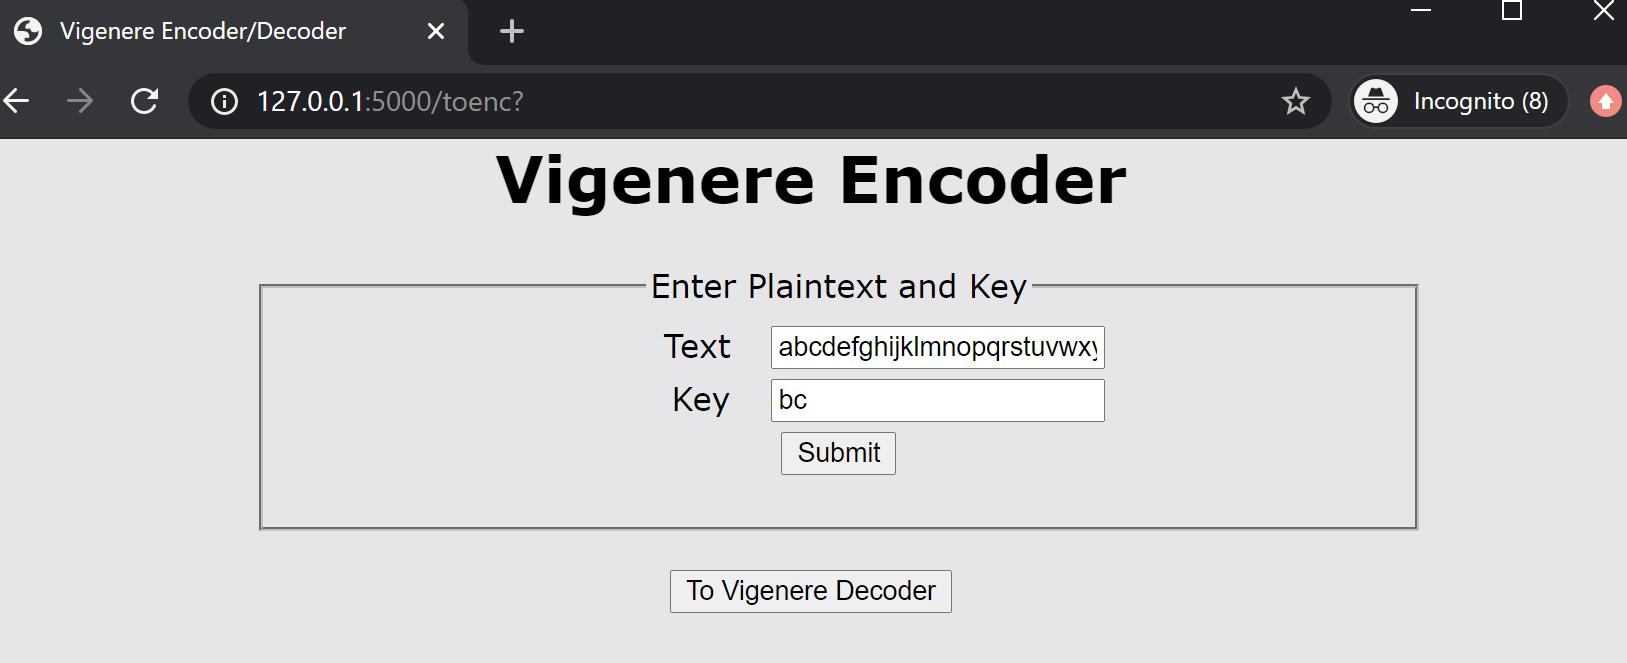 Vigenere Encoder/Decoder
127.0.0.1:5000/toenc?
Incognito (8)
Vigenere Encoder
Enter Plaintext and Key
Text abcdefghijklmnopqrstuvwxy
Key bc
Submit
To Vigenere Decoder